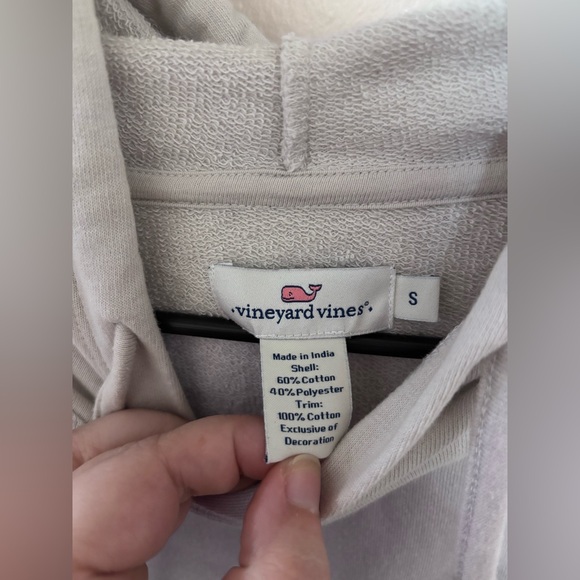 vineyard vines®
S
Made in India
Shell:
60% Cotton
40% Polyester
Trim:
100% Cotton
Exclusive of
Decoration